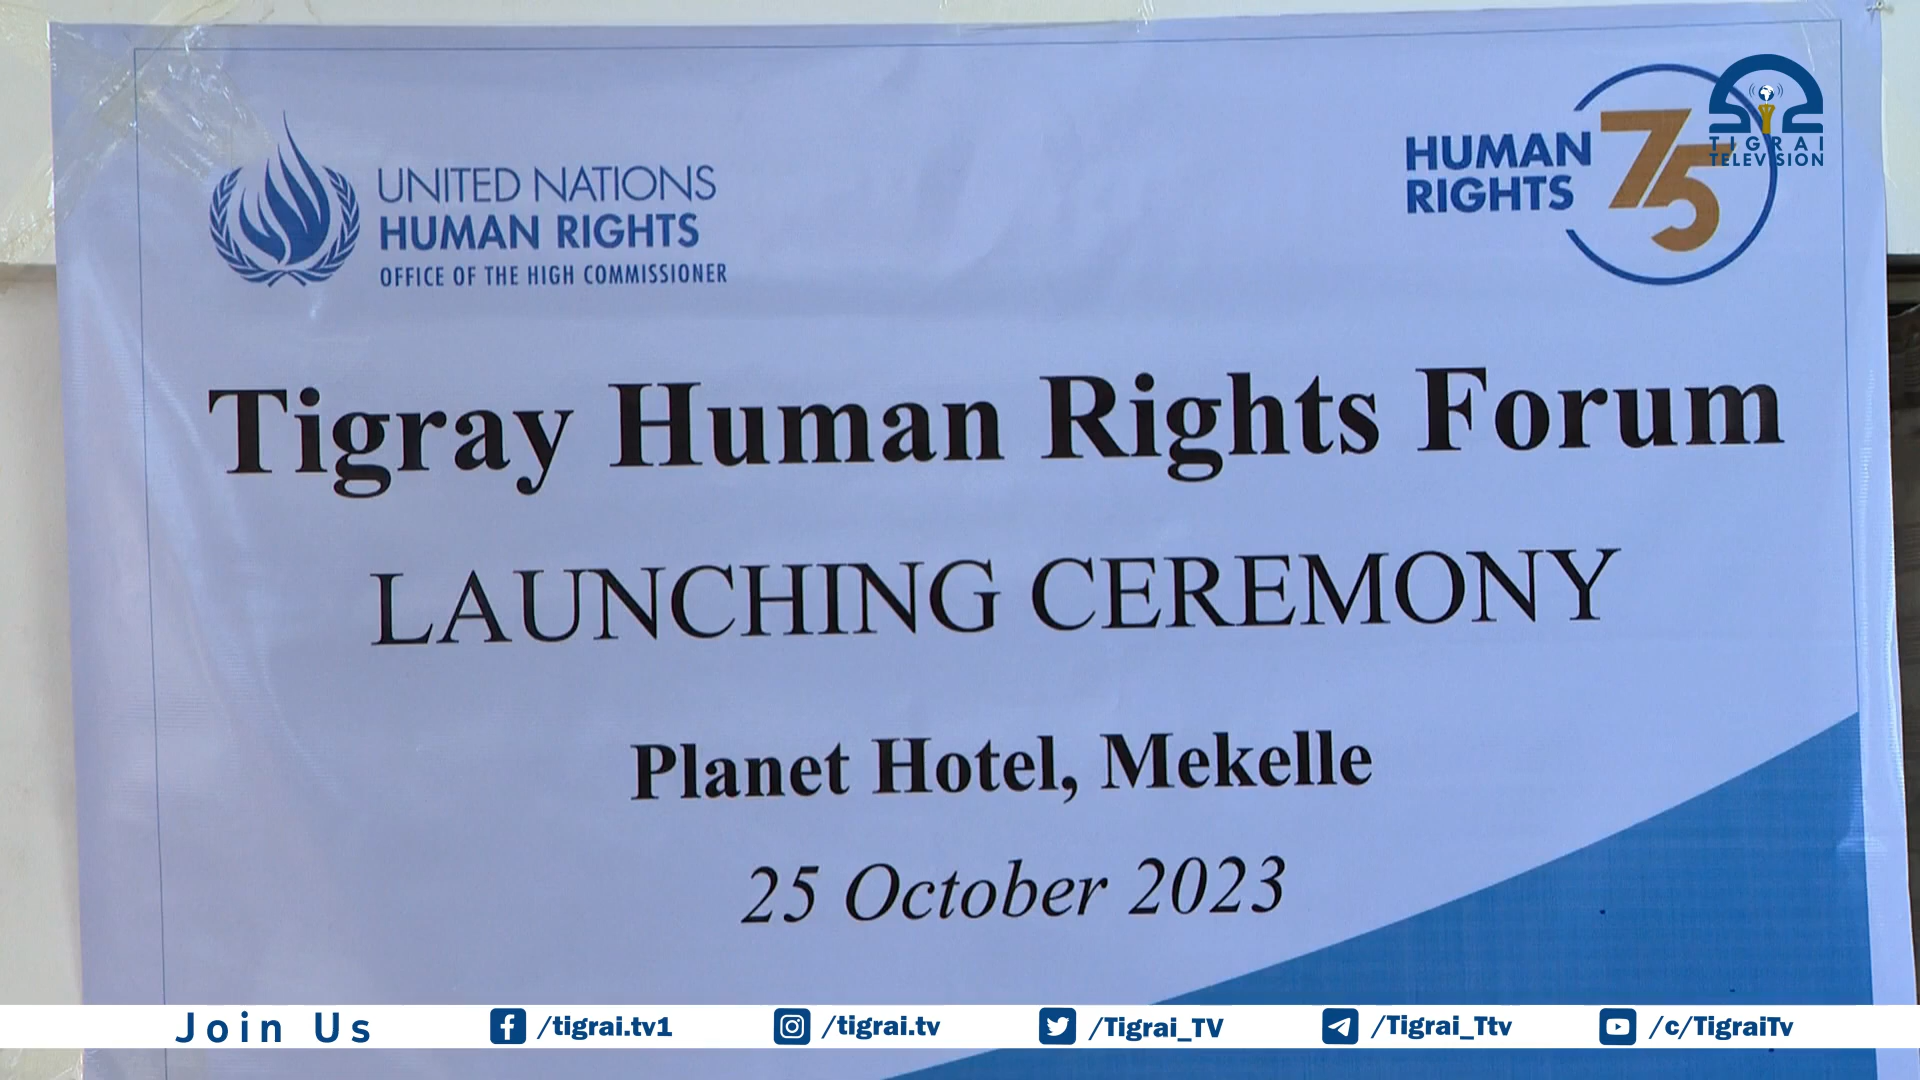 UNITED NATIONS
HUMAN RIGHTS
OFFICE OF THE HIGH COMMISSIONER
HUMAN
RIGHTS
75
TIGRAI
TELEVISION
Tigray Human Rights Forum
LAUNCHING CEREMONY
Planet Hotel, Mekelle
25 October 2023
Join Us /tigrai.tv1 /tigrai.tv /Tigrai_TV /Tigrai_Ttv /c/TigraiTv